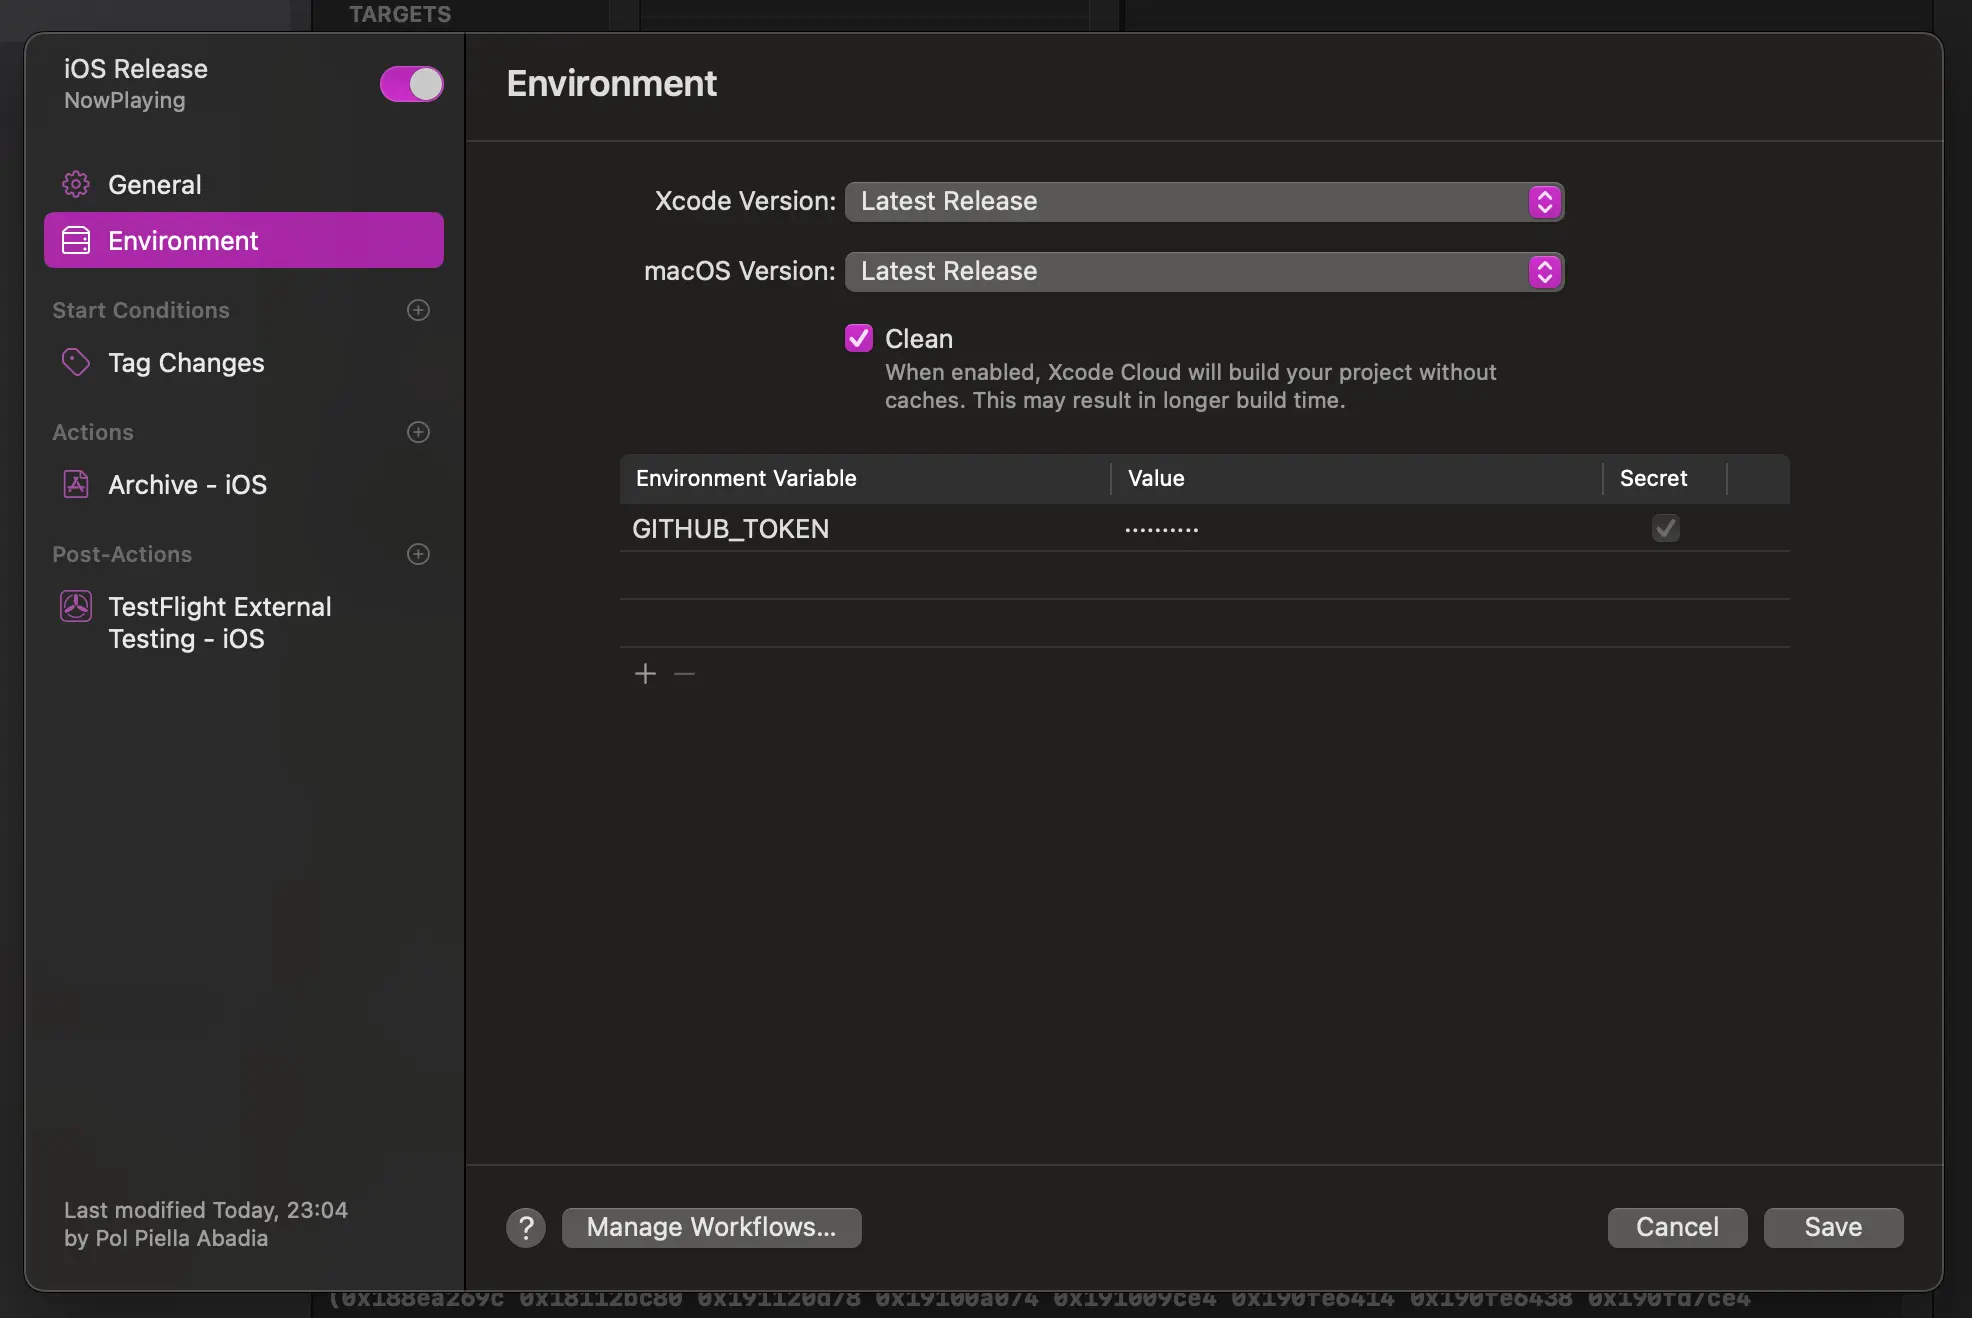 TARGETS
iOS Release
NowPlaying
General
Environment
Start Conditions
Tag Changes
Actions
Archive - iOS
Post-Actions
TestFlight External
Testing - iOS
Last modified Today, 23:04
by Pol Piella Abadia
Environment
Xcode Version: Latest Release
macOS Version: Latest Release
Clean
When enabled, Xcode Cloud will build your project without
caches. This may result in longer build time.
Environment Variable Value Secret
GITHUB_TOKEN ••••••••••
? Manage Workflows... Cancel Save
(0x188ea269c 0x18112bc80 0x191120d78 0x19100a074 0x191009ce4 0x190fe6414 0x190fe6438 0x190fd7ce4